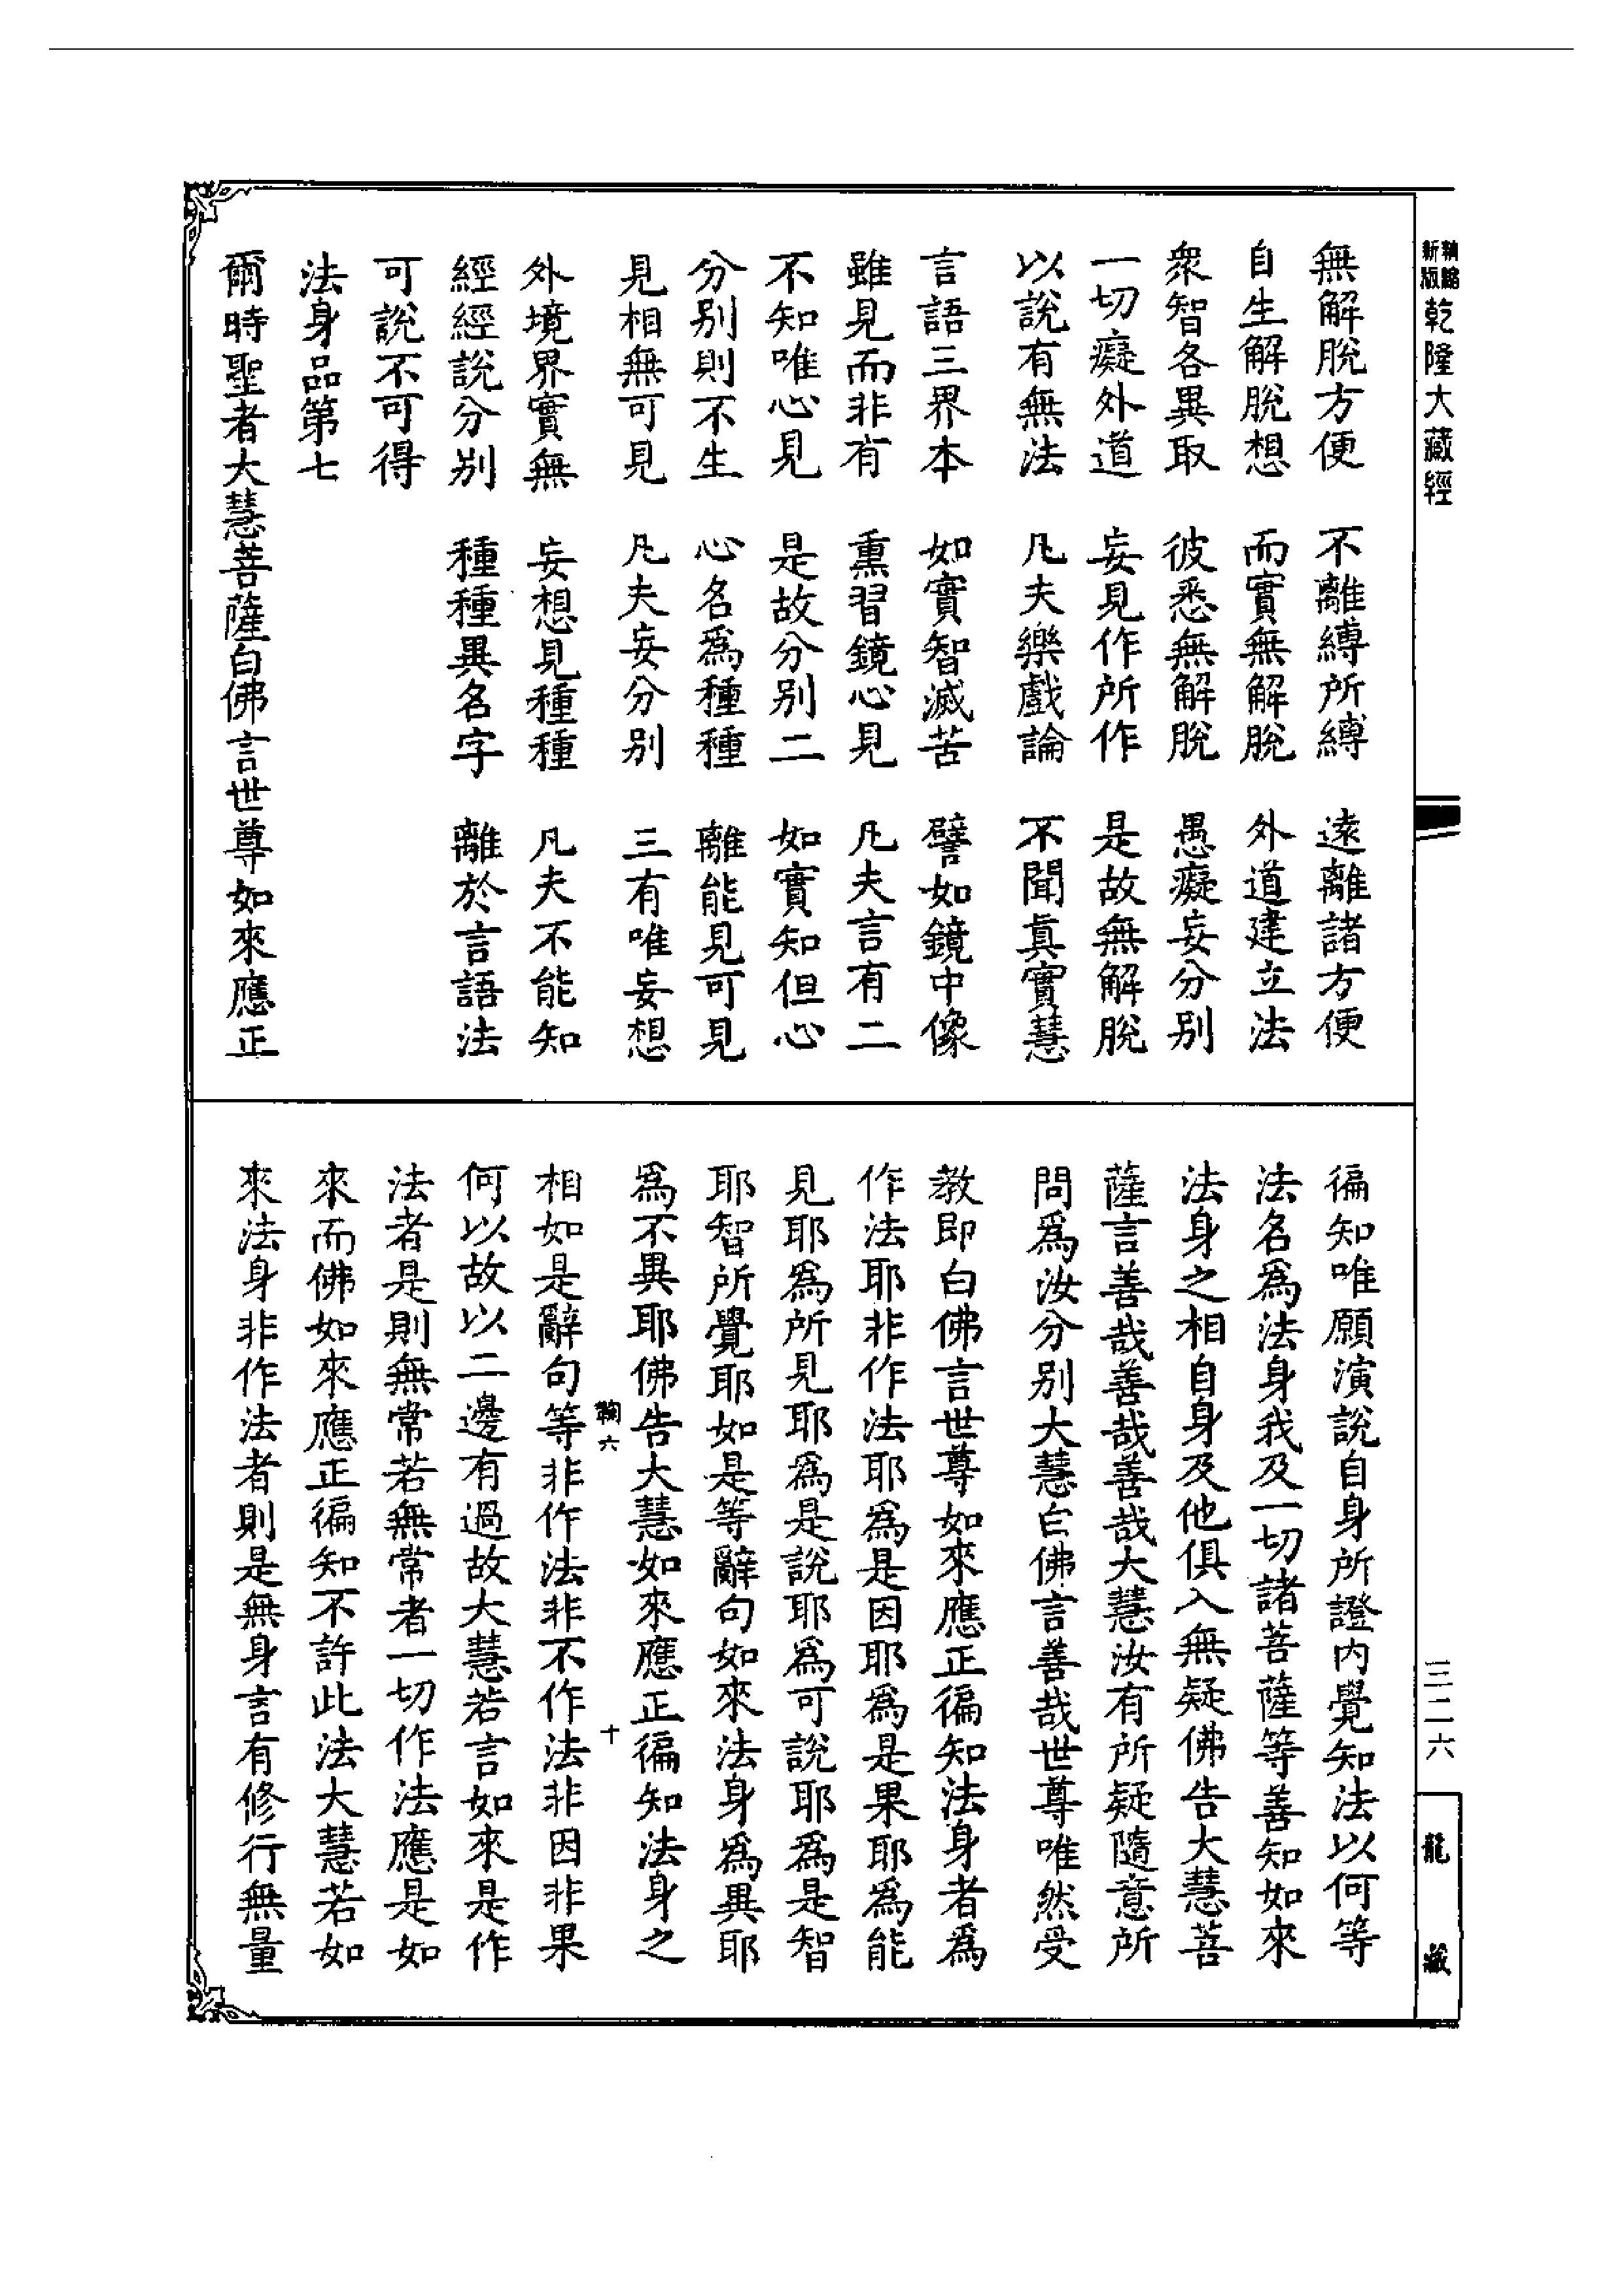 新版
乾隆大藏經
三二六
龍藏
無解脫方便　不離縛所縛　遠離諸方便
自生解脫想　而實無解脫　外道建立法
衆智各異取　彼悉無解脫　愚癡妄分別
一切癡外道　妄見作所作　是故無解脫
以說有無法　凡夫樂戲論　不聞眞實慧
言語三界本　如實智滅苦　譬如鏡中像
雖見而非有　熏習鏡心見　凡夫言有二
不知唯心見　是故分別二　如實知但心
分別則不生　心名爲種種　離能見可見
見相無可見　凡夫妄分別　三有唯妄想
外境界實無　妄想見種種　凡夫不能知
經經說分別　種種異名字　離於言語法
可說不可得
法身品第七
爾時聖者大慧菩薩白佛言世尊如來應正
徧知唯願演說自身所證內覺知法以何等
法名爲法身我及一切諸菩薩等善知如來
法身之相自身及他俱入無疑佛告大慧菩
薩言善哉善哉善哉大慧汝有所疑隨意所
問爲汝分別大慧白佛言善哉世尊唯然受
教即白佛言世尊如來應正徧知法身者爲
作法耶非作法耶爲是因耶爲是果耶爲能
見耶爲所見耶爲是說耶爲可說耶爲是智
耶智所覺耶如是等辭句如來法身爲異耶
爲不異耶佛告大慧如來應正徧知法身之
鞠六　十
相如是辭句等非作法非不作法非因非果
何以故以二邊有過故大慧若言如來是作
法者是則無常若無常者一切作法應是如
來而佛如來應正徧知不許此法大慧若如
來法身非作法者則是無身言有修行無量